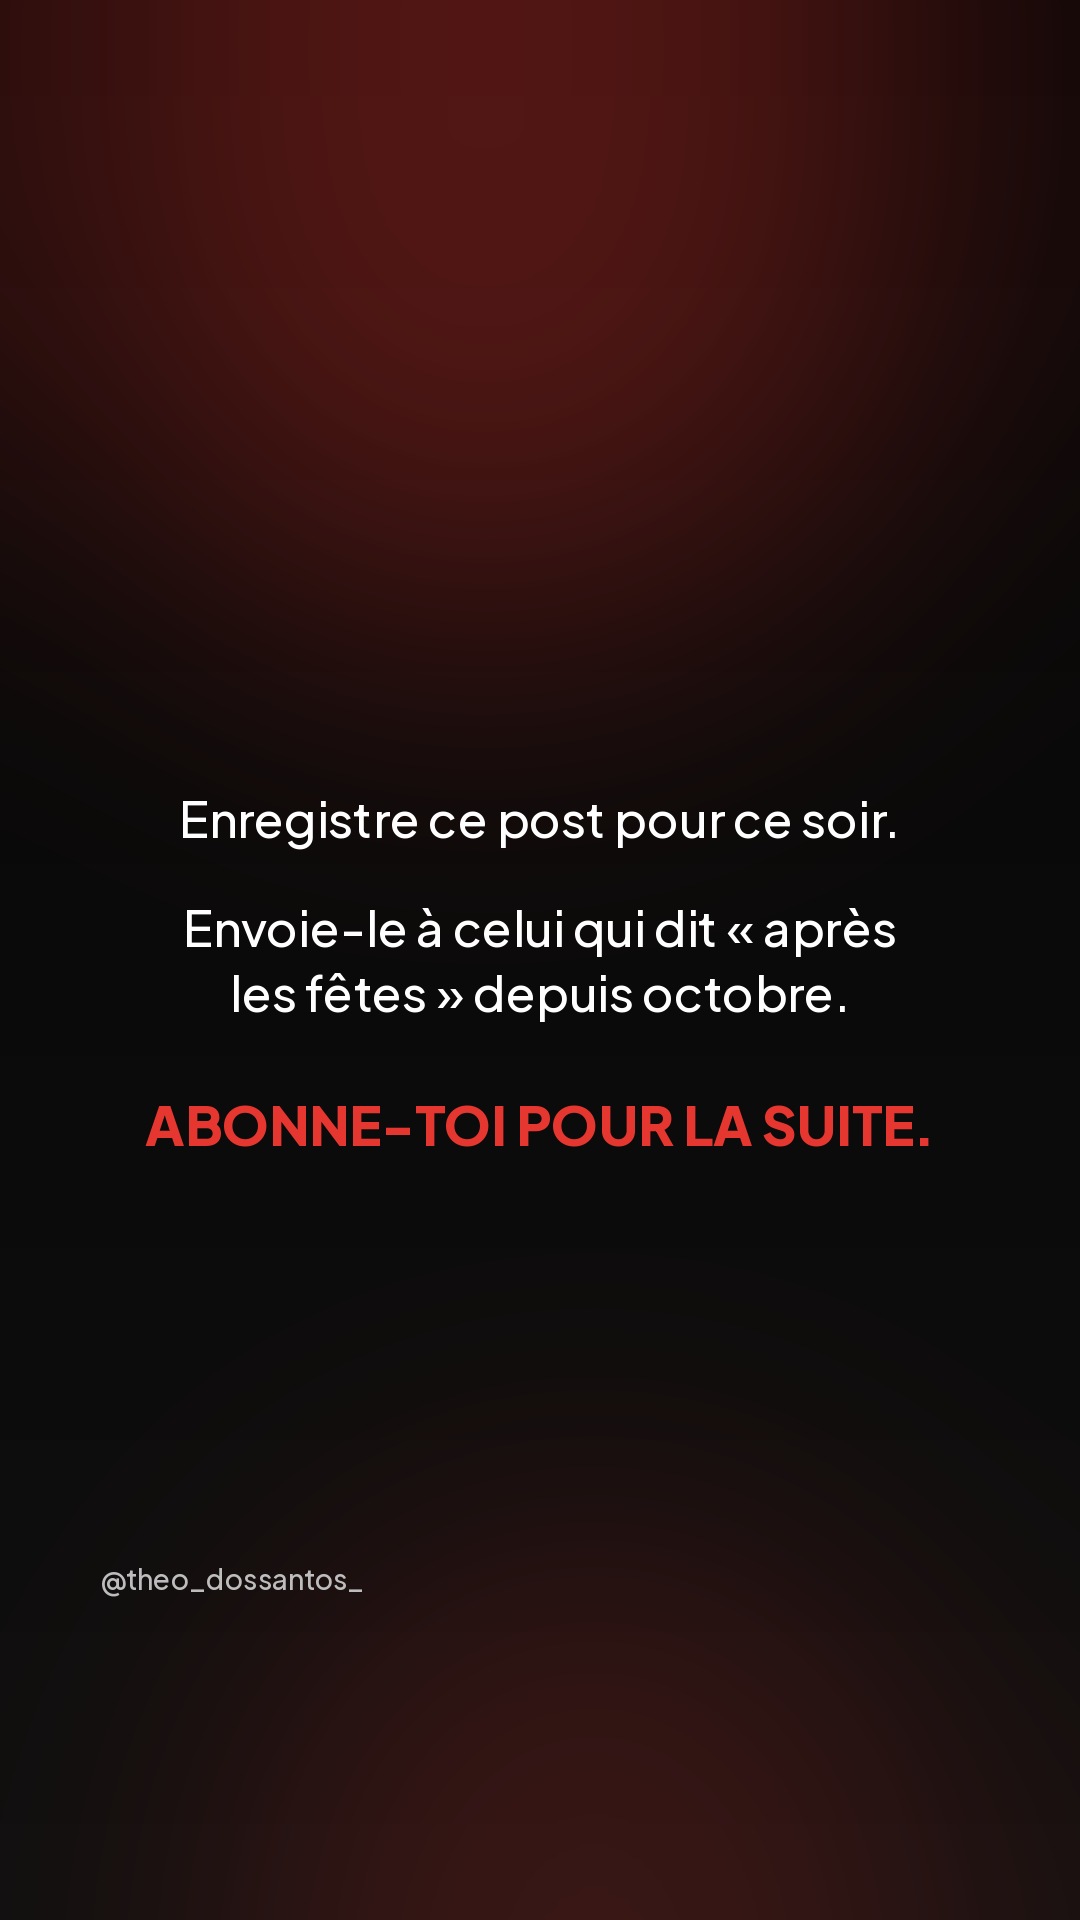 Enregistre ce post pour ce soir.
Envoie-le à celui qui dit « après
les fêtes » depuis octobre.
ABONNE-TOI POUR LA SUITE.
@theo_dossantos_